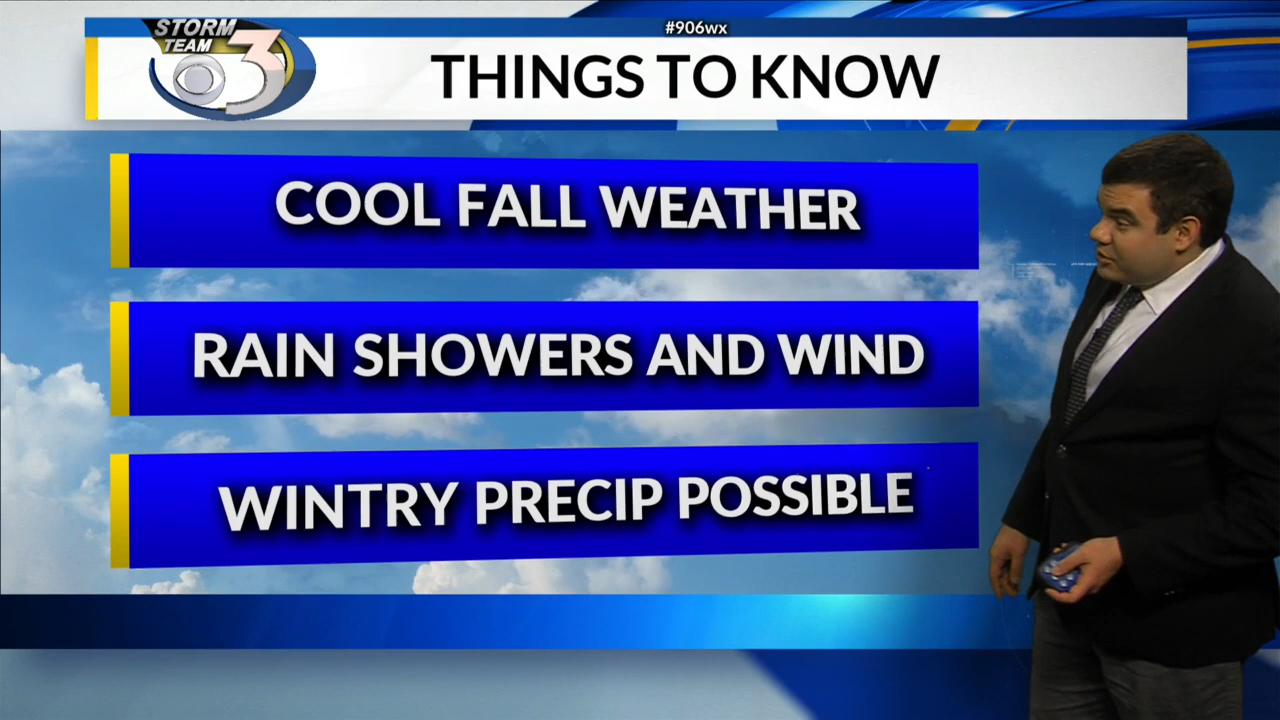 #906wx
STORM
TEAM
3
THINGS TO KNOW
COOL FALL WEATHER
RAIN SHOWERS AND WIND
WINTRY PRECIP POSSIBLE